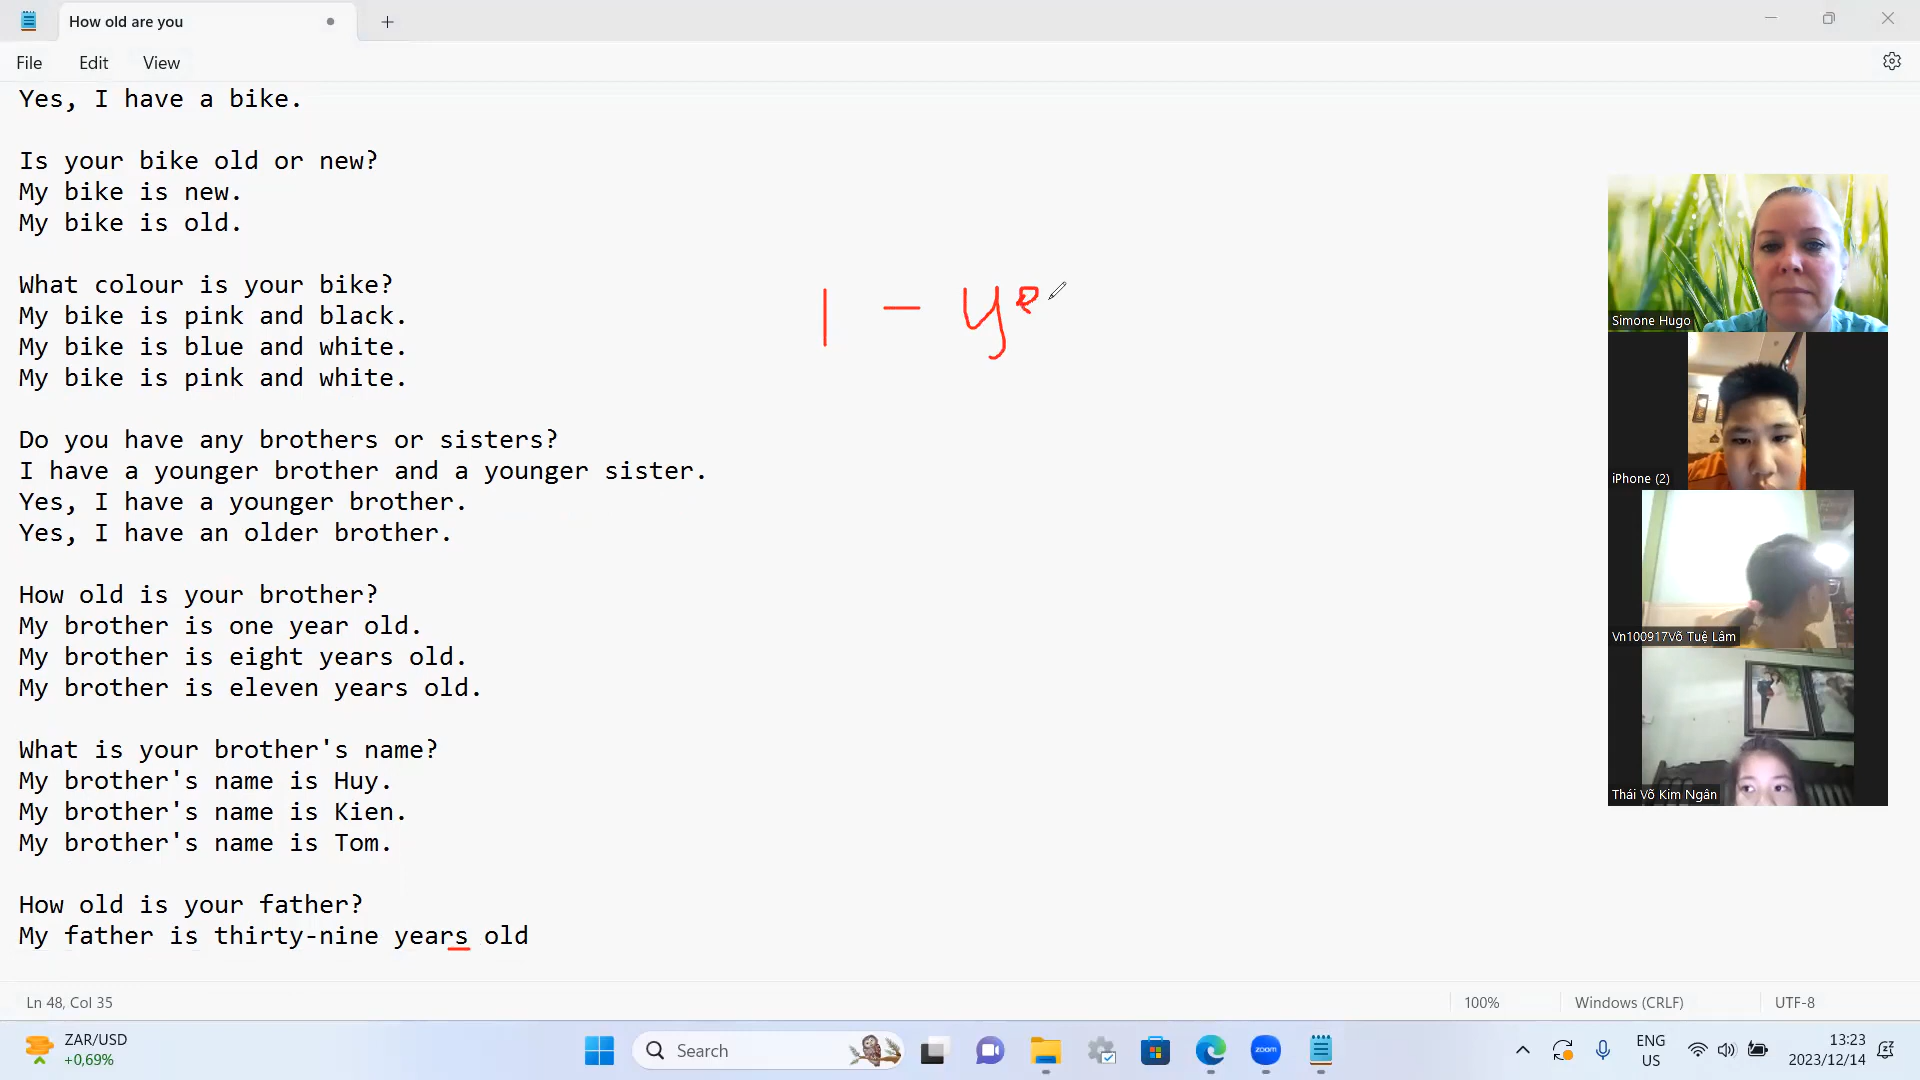 How old are you
File Edit View
Yes, I have a bike.
Is your bike old or new?
My bike is new.
My bike is old.
What colour is your bike?
My bike is pink and black.
My bike is blue and white.
My bike is pink and white.
Do you have any brothers or sisters?
I have a younger brother and a younger sister.
Yes, I have a younger brother.
Yes, I have an older brother.
How old is your brother?
My brother is one year old.
My brother is eight years old.
My brother is eleven years old.
What is your brother's name?
My brother's name is Huy.
My brother's name is Kien.
My brother's name is Tom.
How old is your father?
My father is thirty-nine years old
1 - ye
Simone Hugo
iPhone (2)
Vn100917Võ Tuệ Lâm
Thái Võ Kim Ngân
Ln 48, Col 35 100% Windows (CRLF) UTF-8
ZAR/USD
+0,69%
Search
zoom
ENG
US
13:23
2023/12/14